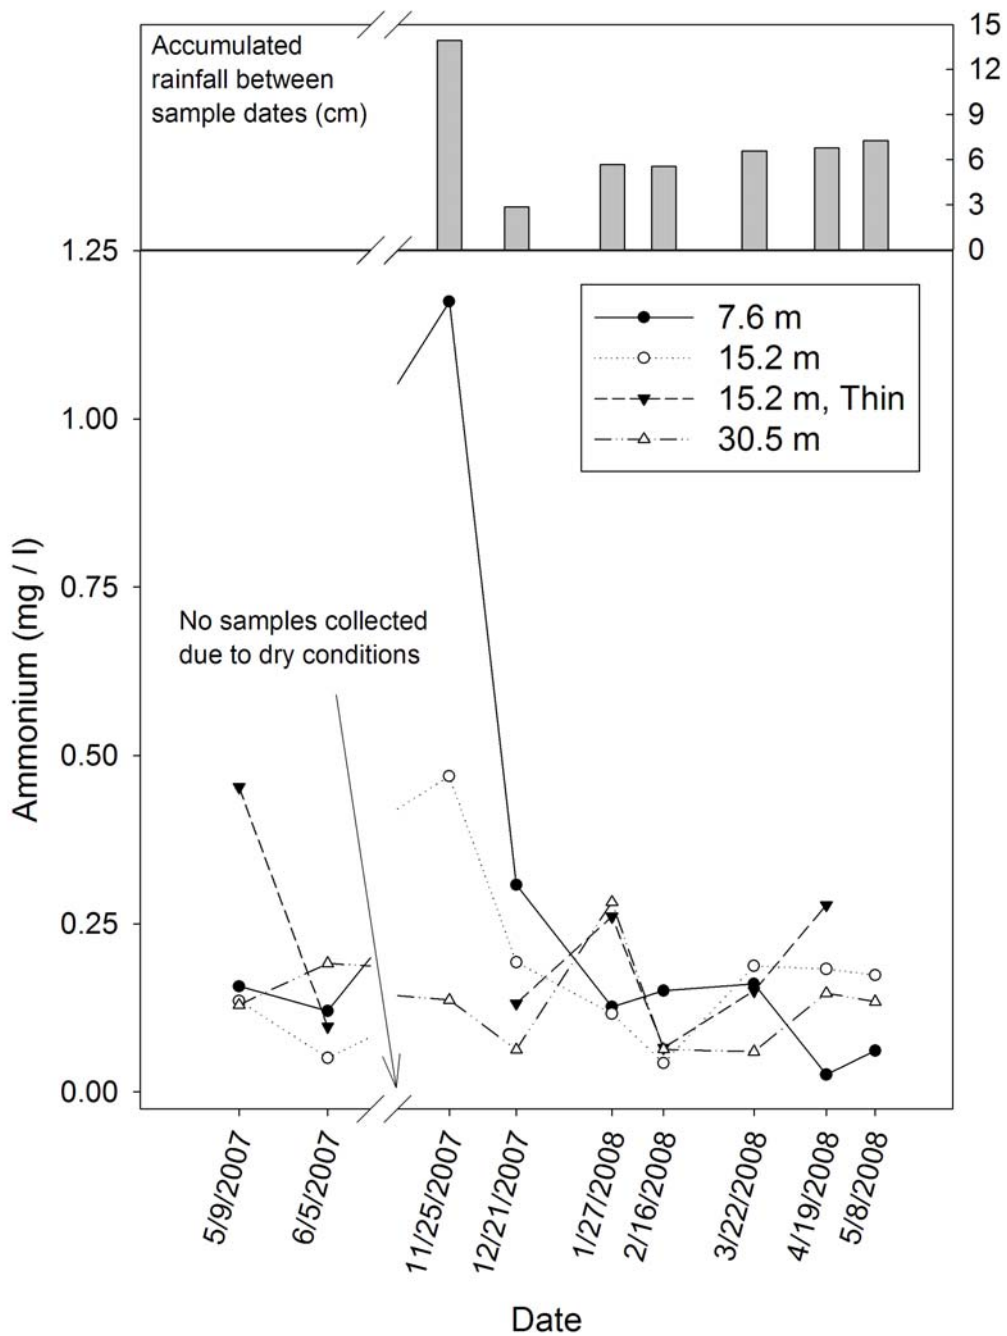 Accumulated
rainfall between
sample dates (cm)
15
12
9
6
3
0
1.25
1.00
0.75
0.50
0.25
0.00
Ammonium (mg / l)
7.6 m
15.2 m
15.2 m, Thin
30.5 m
No samples collected
due to dry conditions
5/9/2007
6/5/2007
11/25/2007
12/21/2007
1/27/2008
2/16/2008
3/22/2008
4/19/2008
5/8/2008
Date